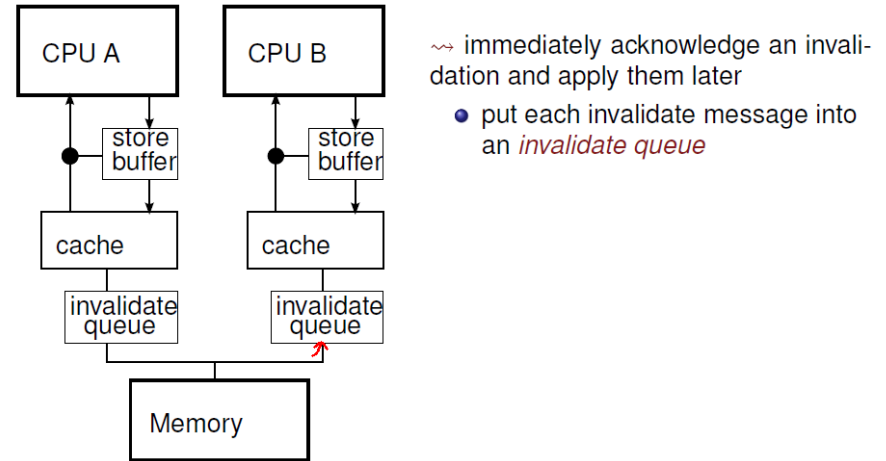 CPU A
CPU B
store
buffer
store
buffer
cache
cache
invalidate
queue
invalidate
queue
Memory
⇝ immediately acknowledge an invali-
dation and apply them later
put each invalidate message into
an invalidate queue